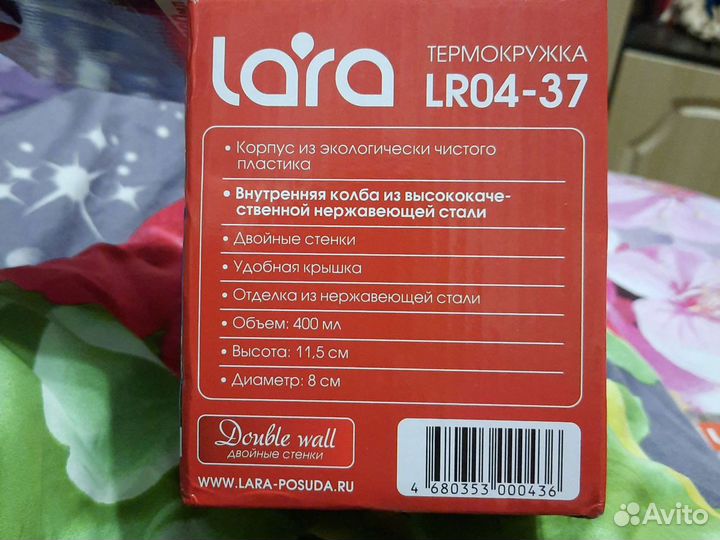 Lara
ТЕРМОКРУЖКА
LR04-37
• Корпус из экологически чистого
пластика
• Внутренняя колба из высококаче-
ственной нержавеющей стали
• Двойные стенки
• Удобная крышка
• Отделка из нержавеющей стали
• Объем: 400 мл
• Высота: 11,5 см
• Диаметр: 8 см
Double wall
двойные стенки
WWW.LARA-POSUDA.RU
4 680353 000436
Avito